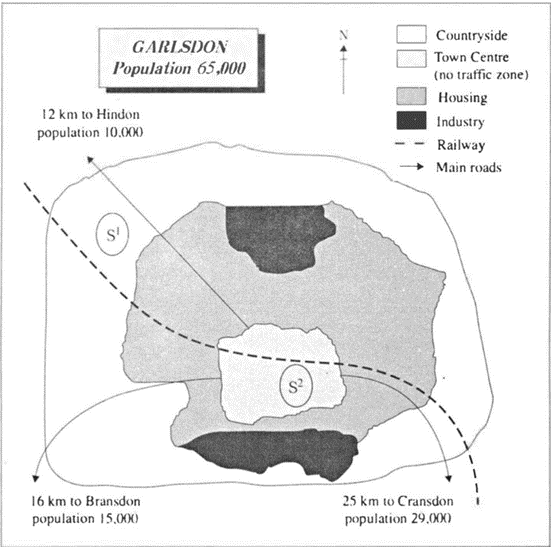 GARLSDON
Population 65,000
N
Countryside
Town Centre
(no traffic zone)
Housing
Industry
Railway
Main roads
12 km to Hindon
population 10,000
S1
S2
16 km to Bransdon
population 15,000
25 km to Cransdon
population 29,000